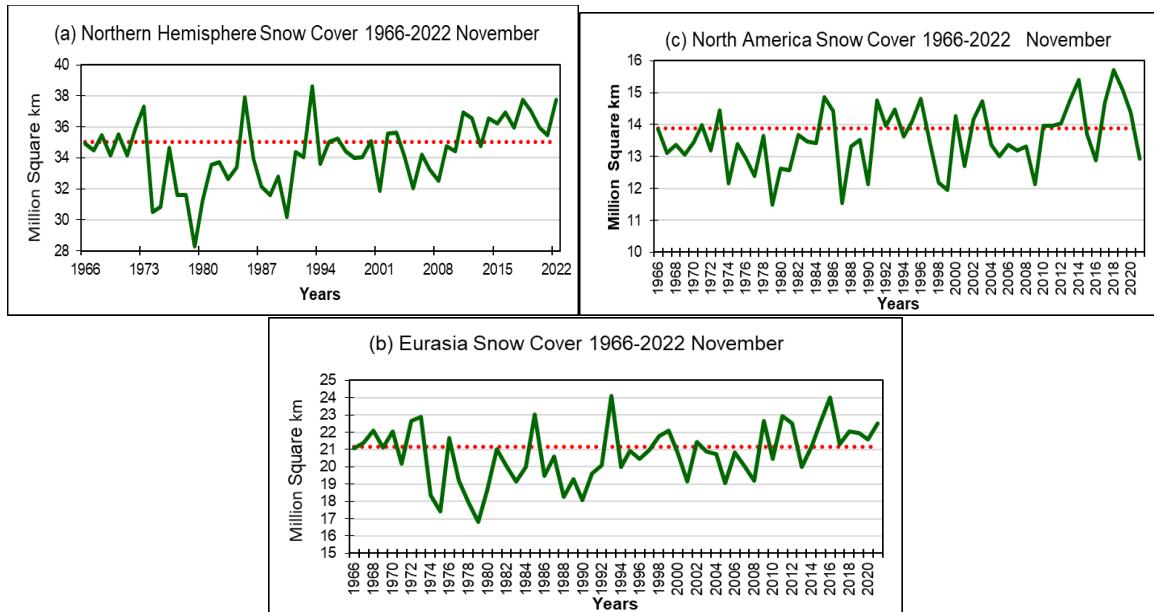 (a) Northern Hemisphere Snow Cover 1966-2022 November
Million Square km
40
38
36
34
32
30
28
1966 1973 1980 1987 1994 2001 2008 2015 2022
Years
(c) North America Snow Cover 1966-2022 November
Million Square km
16
15
14
13
12
11
10
1966 1968 1970 1972 1974 1976 1978 1980 1982 1984 1986 1988 1990 1992 1994 1996 1998 2000 2002 2004 2006 2008 2010 2012 2014 2016 2018 2020
Years
(b) Eurasia Snow Cover 1966-2022 November
Million Square km
25
24
23
22
21
20
19
18
17
16
15
1966 1968 1970 1972 1974 1976 1978 1980 1982 1984 1986 1988 1990 1992 1994 1996 1998 2000 2002 2004 2006 2008 2010 2012 2014 2016 2018 2020
Years